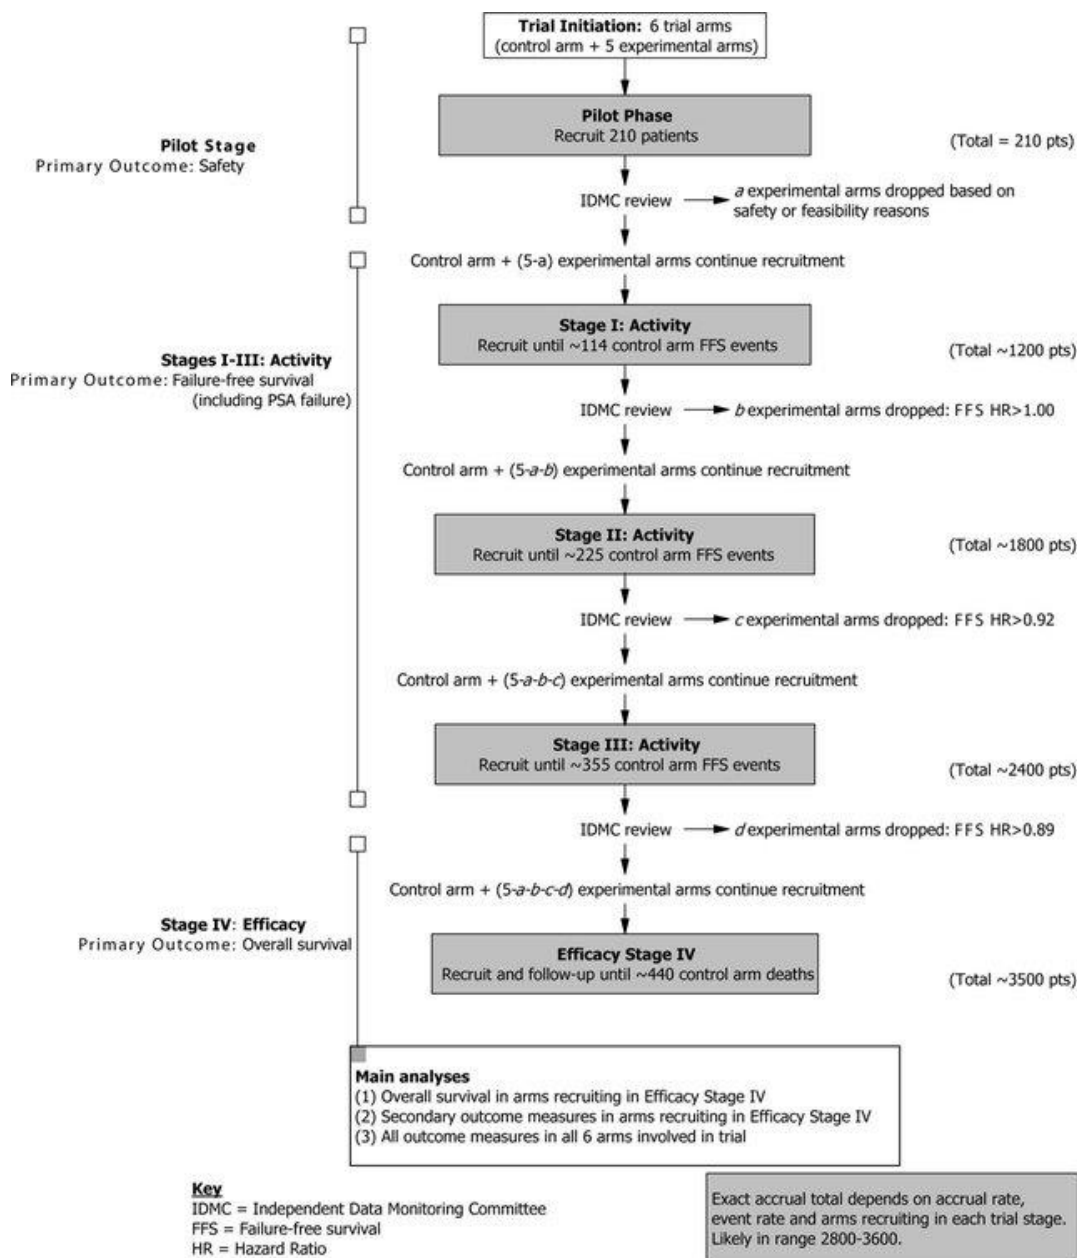 Trial Initiation: 6 trial arms
(control arm + 5 experimental arms)
Pilot Phase
Recruit 210 patients
(Total = 210 pts)
Pilot Stage
Primary Outcome: Safety
IDMC review
a experimental arms dropped based on
safety or feasibility reasons
Control arm + (5-a) experimental arms continue recruitment
Stage I: Activity
Recruit until ~114 control arm FFS events
(Total ~1200 pts)
Stages I-III: Activity
Primary Outcome: Failure-free survival
(including PSA failure)
IDMC review
b experimental arms dropped: FFS HR>1.00
Control arm + (5-a-b) experimental arms continue recruitment
Stage II: Activity
Recruit until ~225 control arm FFS events
(Total ~1800 pts)
IDMC review
c experimental arms dropped: FFS HR>0.92
Control arm + (5-a-b-c) experimental arms continue recruitment
Stage III: Activity
Recruit until ~355 control arm FFS events
(Total ~2400 pts)
IDMC review
d experimental arms dropped: FFS HR>0.89
Control arm + (5-a-b-c-d) experimental arms continue recruitment
Stage IV: Efficacy
Primary Outcome: Overall survival
Efficacy Stage IV
Recruit and follow-up until ~440 control arm deaths
(Total ~3500 pts)
Main analyses
(1) Overall survival in arms recruiting in Efficacy Stage IV
(2) Secondary outcome measures in arms recruiting in Efficacy Stage IV
(3) All outcome measures in all 6 arms involved in trial
Key
IDMC = Independent Data Monitoring Committee
FFS = Failure-free survival
HR = Hazard Ratio
Exact accrual total depends on accrual rate,
event rate and arms recruiting in each trial stage.
Likely in range 2800-3600.